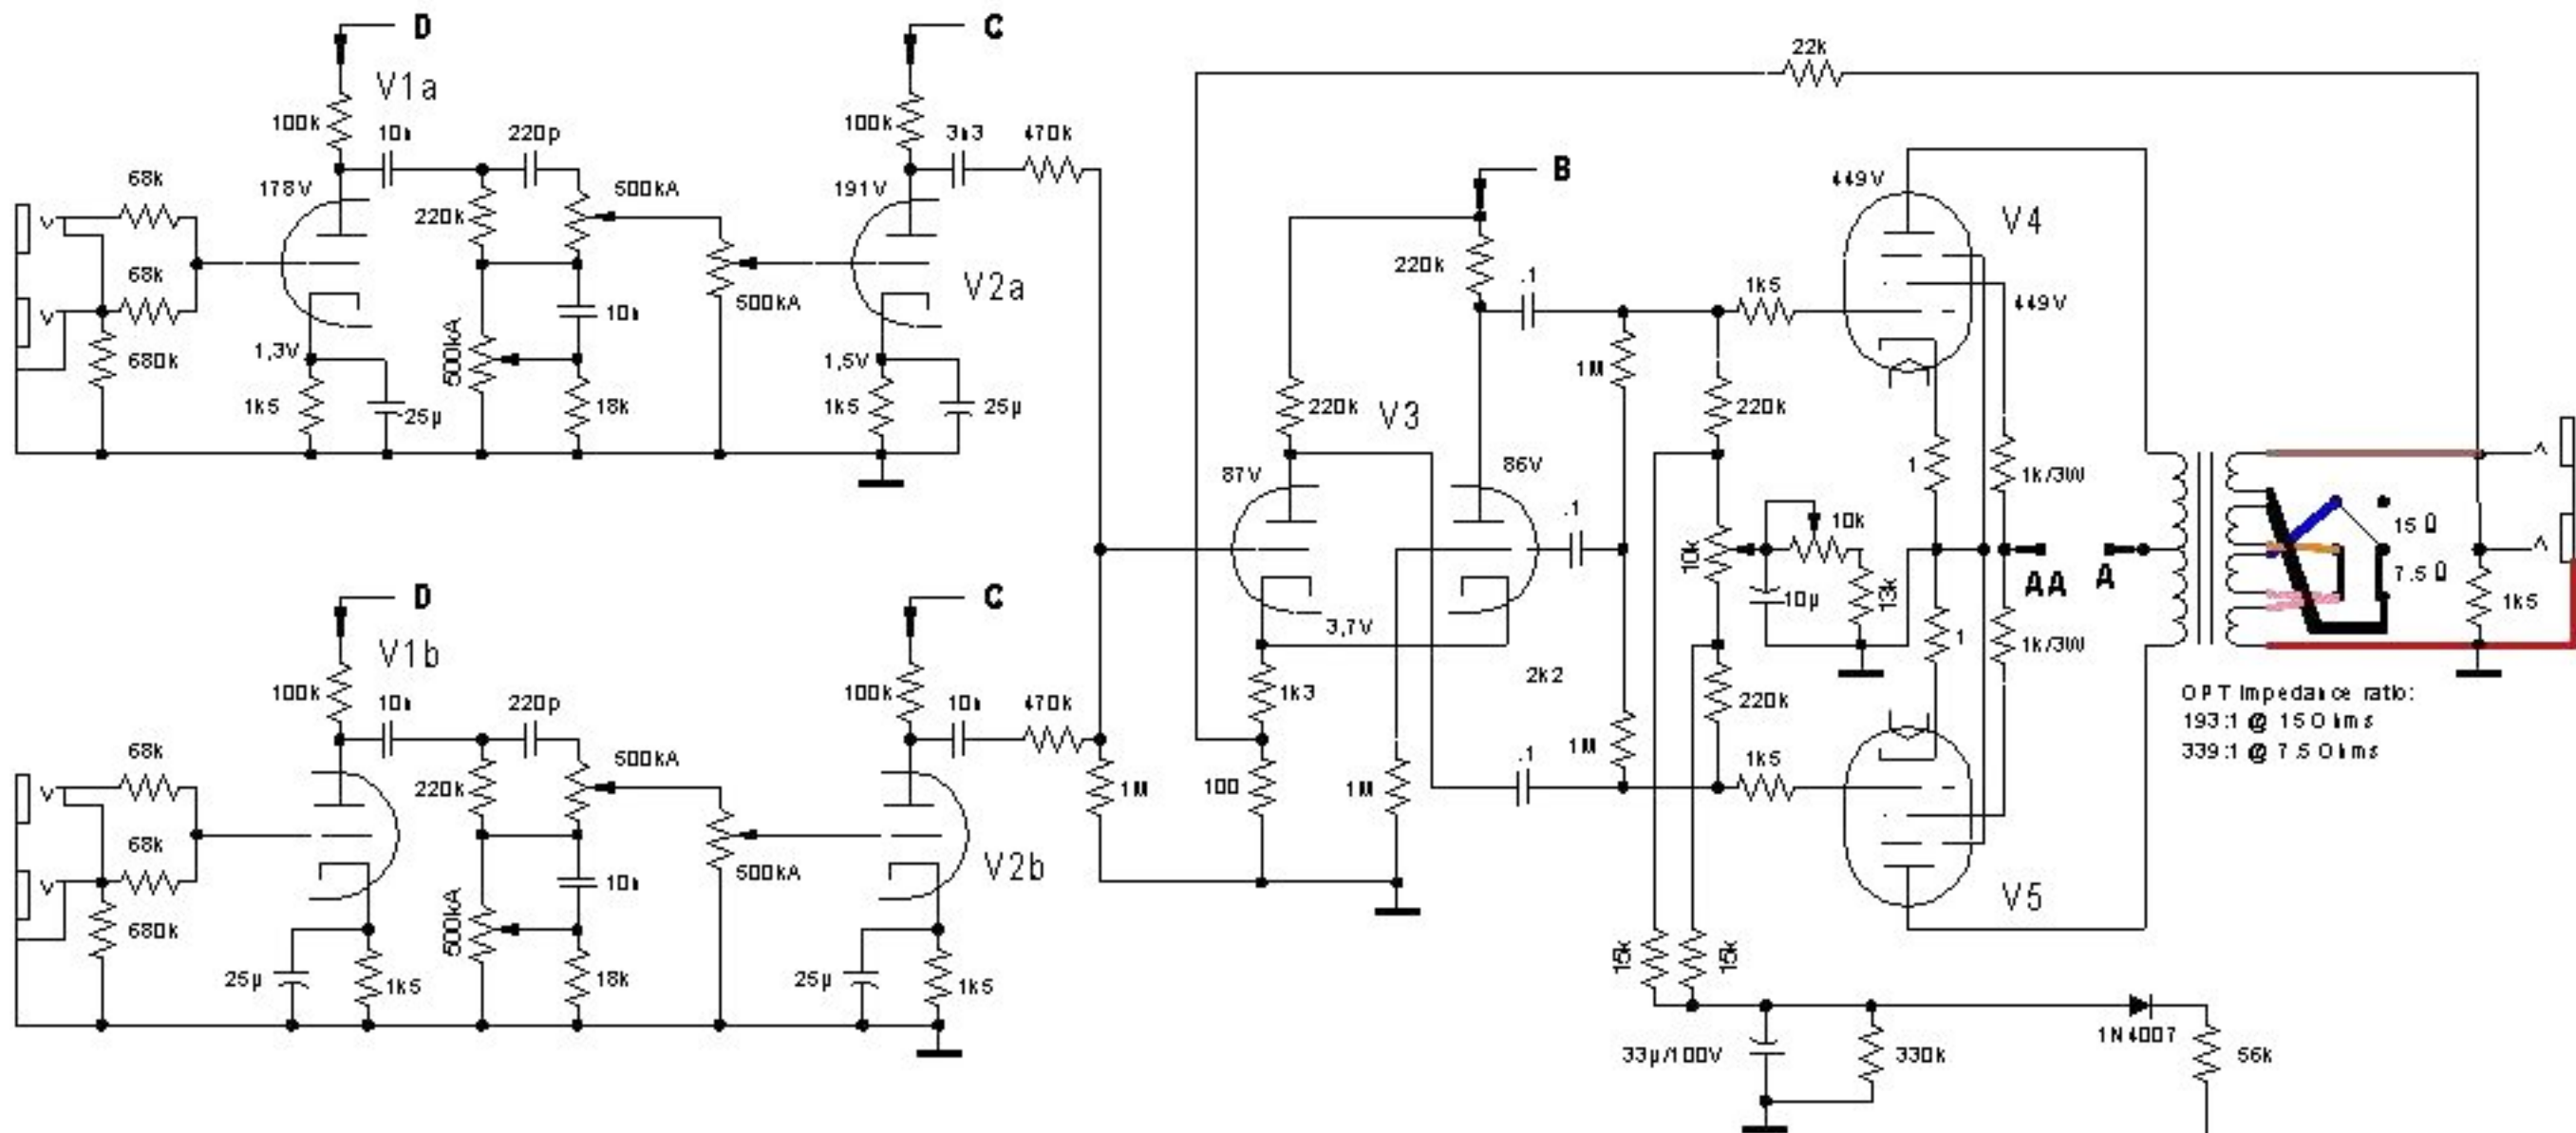 D
C
22k
V1a
100k
10n
220p
100k
3n3
470k
B
68k
178V
500kA
191V
449V
220k
V4
68k
220k
.1
1k5
V2a
500kA
449V
10n
1,3V
500kA
1,5V
1M
680k
1k5
25µ
18k
1k5
25µ
220k
V3
220k
87V
86V
1
1k/3W
.1
10k
15Ω
10k
7.5Ω
AA
A
10µ
13k
1k5
D
C
3,7V
V1b
1
1k/3W
2k2
100k
10n
220p
100k
10n
470k
1k3
220k
OPT Impedance ratio:
193:1 @ 15 Ohms
339:1 @ 7.5 Ohms
68k
500kA
1M
.1
1k5
220k
1M
100
1M
68k
500kA
V2b
10n
V5
680k
500kA
25µ
1k5
18k
25µ
1k5
15k
15k
1N4007
33µ/100V
330k
56k